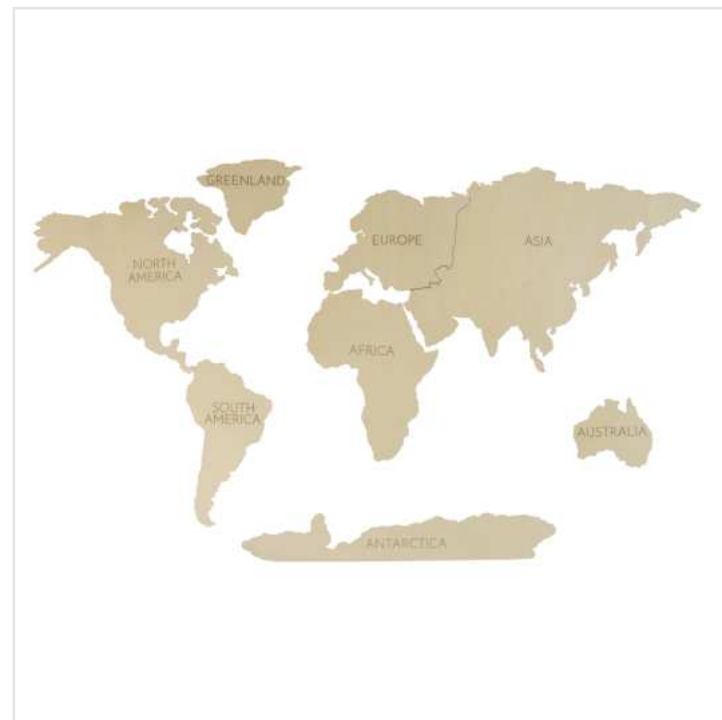 GREENLAND
EUROPE
ASIA
NORTH
AMERICA
AFRICA
SOUTH
AMERICA
AUSTRALIA
ANTARCTICA